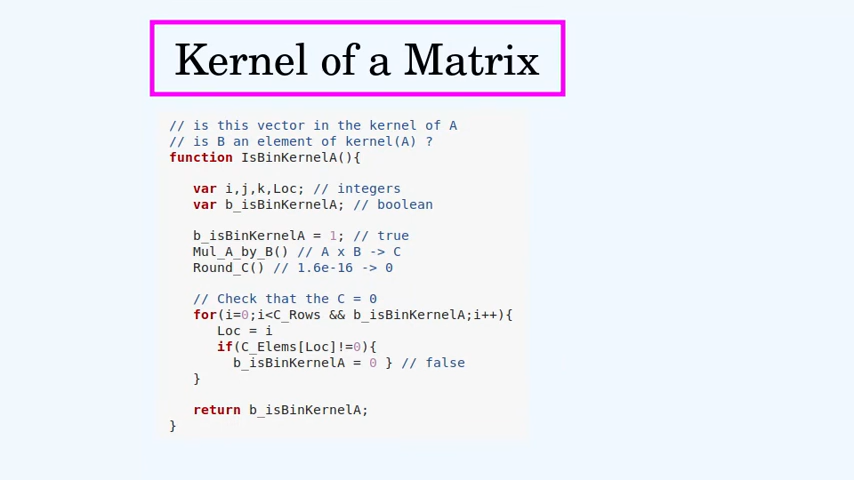 Kernel of a Matrix
// is this vector in the kernel of A
// is B an element of kernel(A) ?
function IsBinKernelA(){
var i,j,k,Loc; // integers
var b_isBinKernelA; // boolean
b_isBinKernelA = 1; // true
Mul_A_by_B() // A x B -> C
Round_C() // 1.6e-16 -> 0
// Check that the C = 0
for(i=0;i<C_Rows && b_isBinKernelA;i++){
Loc = i
if(C_Elems[Loc]!=0){
b_isBinKernelA = 0 } // false
}
return b_isBinKernelA;
}